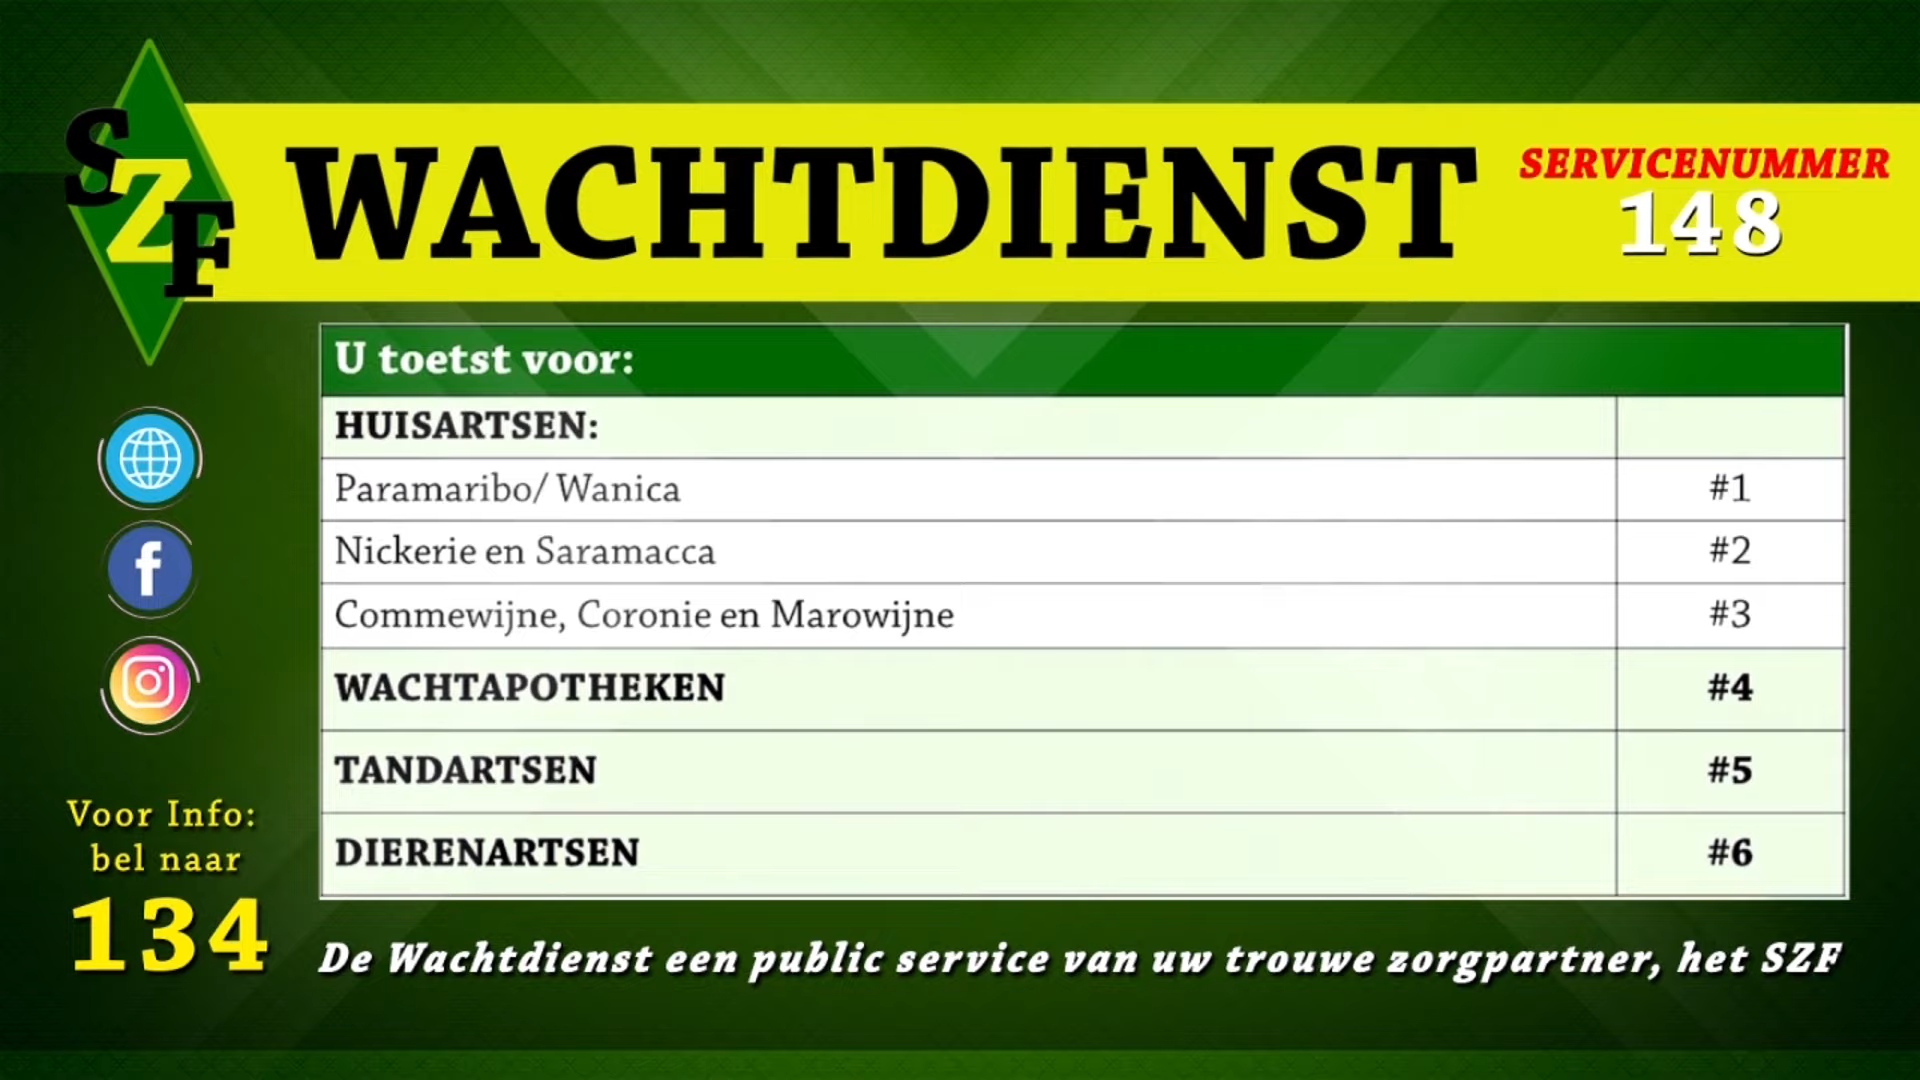 SZF
WACHTDIENST
SERVICENUMMER
148
U toetst voor:
HUISARTSEN:
Paramaribo/ Wanica #1
Nickerie en Saramacca #2
Commewijne, Coronie en Marowijne #3
WACHTAPOTHEKEN #4
TANDARTSEN #5
DIERENARTSEN #6
Voor Info:
bel naar
134
De Wachtdienst een public service van uw trouwe zorgpartner, het SZF